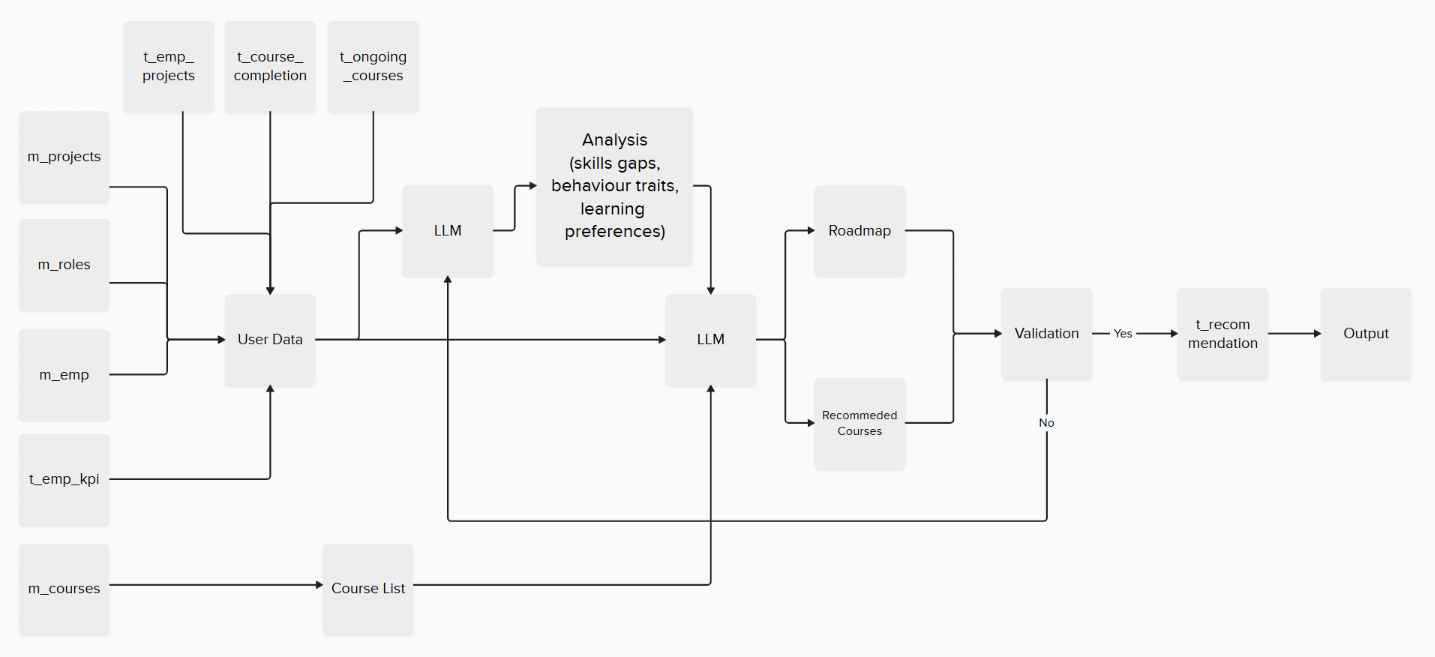 t_emp_
projects
t_course_
completion
t_ongoing
_courses
m_projects
m_roles
m_emp
t_emp_kpi
m_courses
User Data
Course List
LLM
Analysis
(skills gaps,
behaviour traits,
learning
preferences)
LLM
Roadmap
Recommeded
Courses
Validation
Yes
No
t_recom
mendation
Output